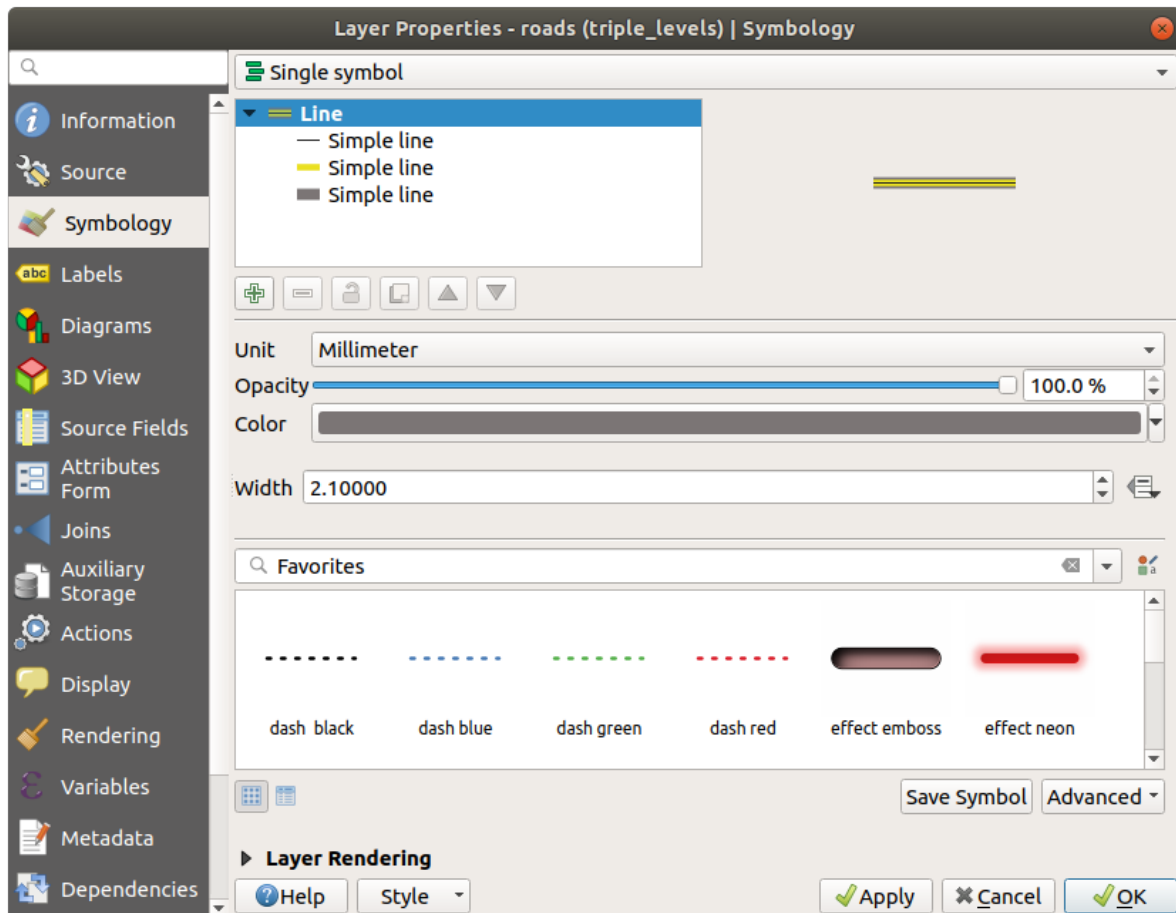 Layer Properties - roads (triple_levels) | Symbology
Information
Source
Symbology
abc Labels
Diagrams
3D View
Source Fields
Attributes
Form
Joins
Auxiliary
Storage
Actions
Display
Rendering
Variables
Metadata
Dependencies
Single symbol
Line
Simple line
Simple line
Simple line
Unit Millimeter
Opacity 100.0 %
Color
Width 2.10000
Favorites
dash black dash blue dash green dash red effect emboss effect neon
Save Symbol Advanced
Layer Rendering
Help Style Apply Cancel OK